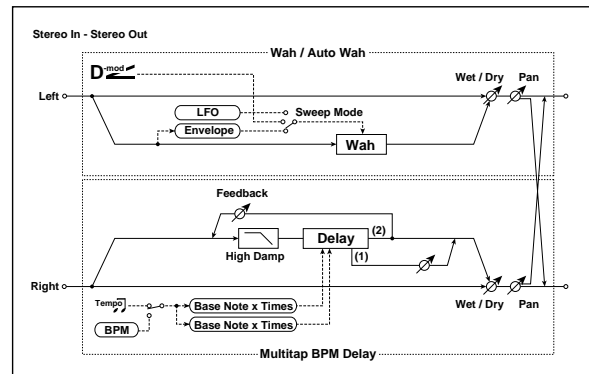 Stereo In - Stereo Out
Wah / Auto Wah
D-mod
Wet / Dry
Pan
Left
LFO
Sweep Mode
Envelope
Wah
Feedback
Delay
(2)
(1)
High Damp
Right
Tempo
Base Note x Times
BPM
Base Note x Times
Wet / Dry
Pan
Multitap BPM Delay